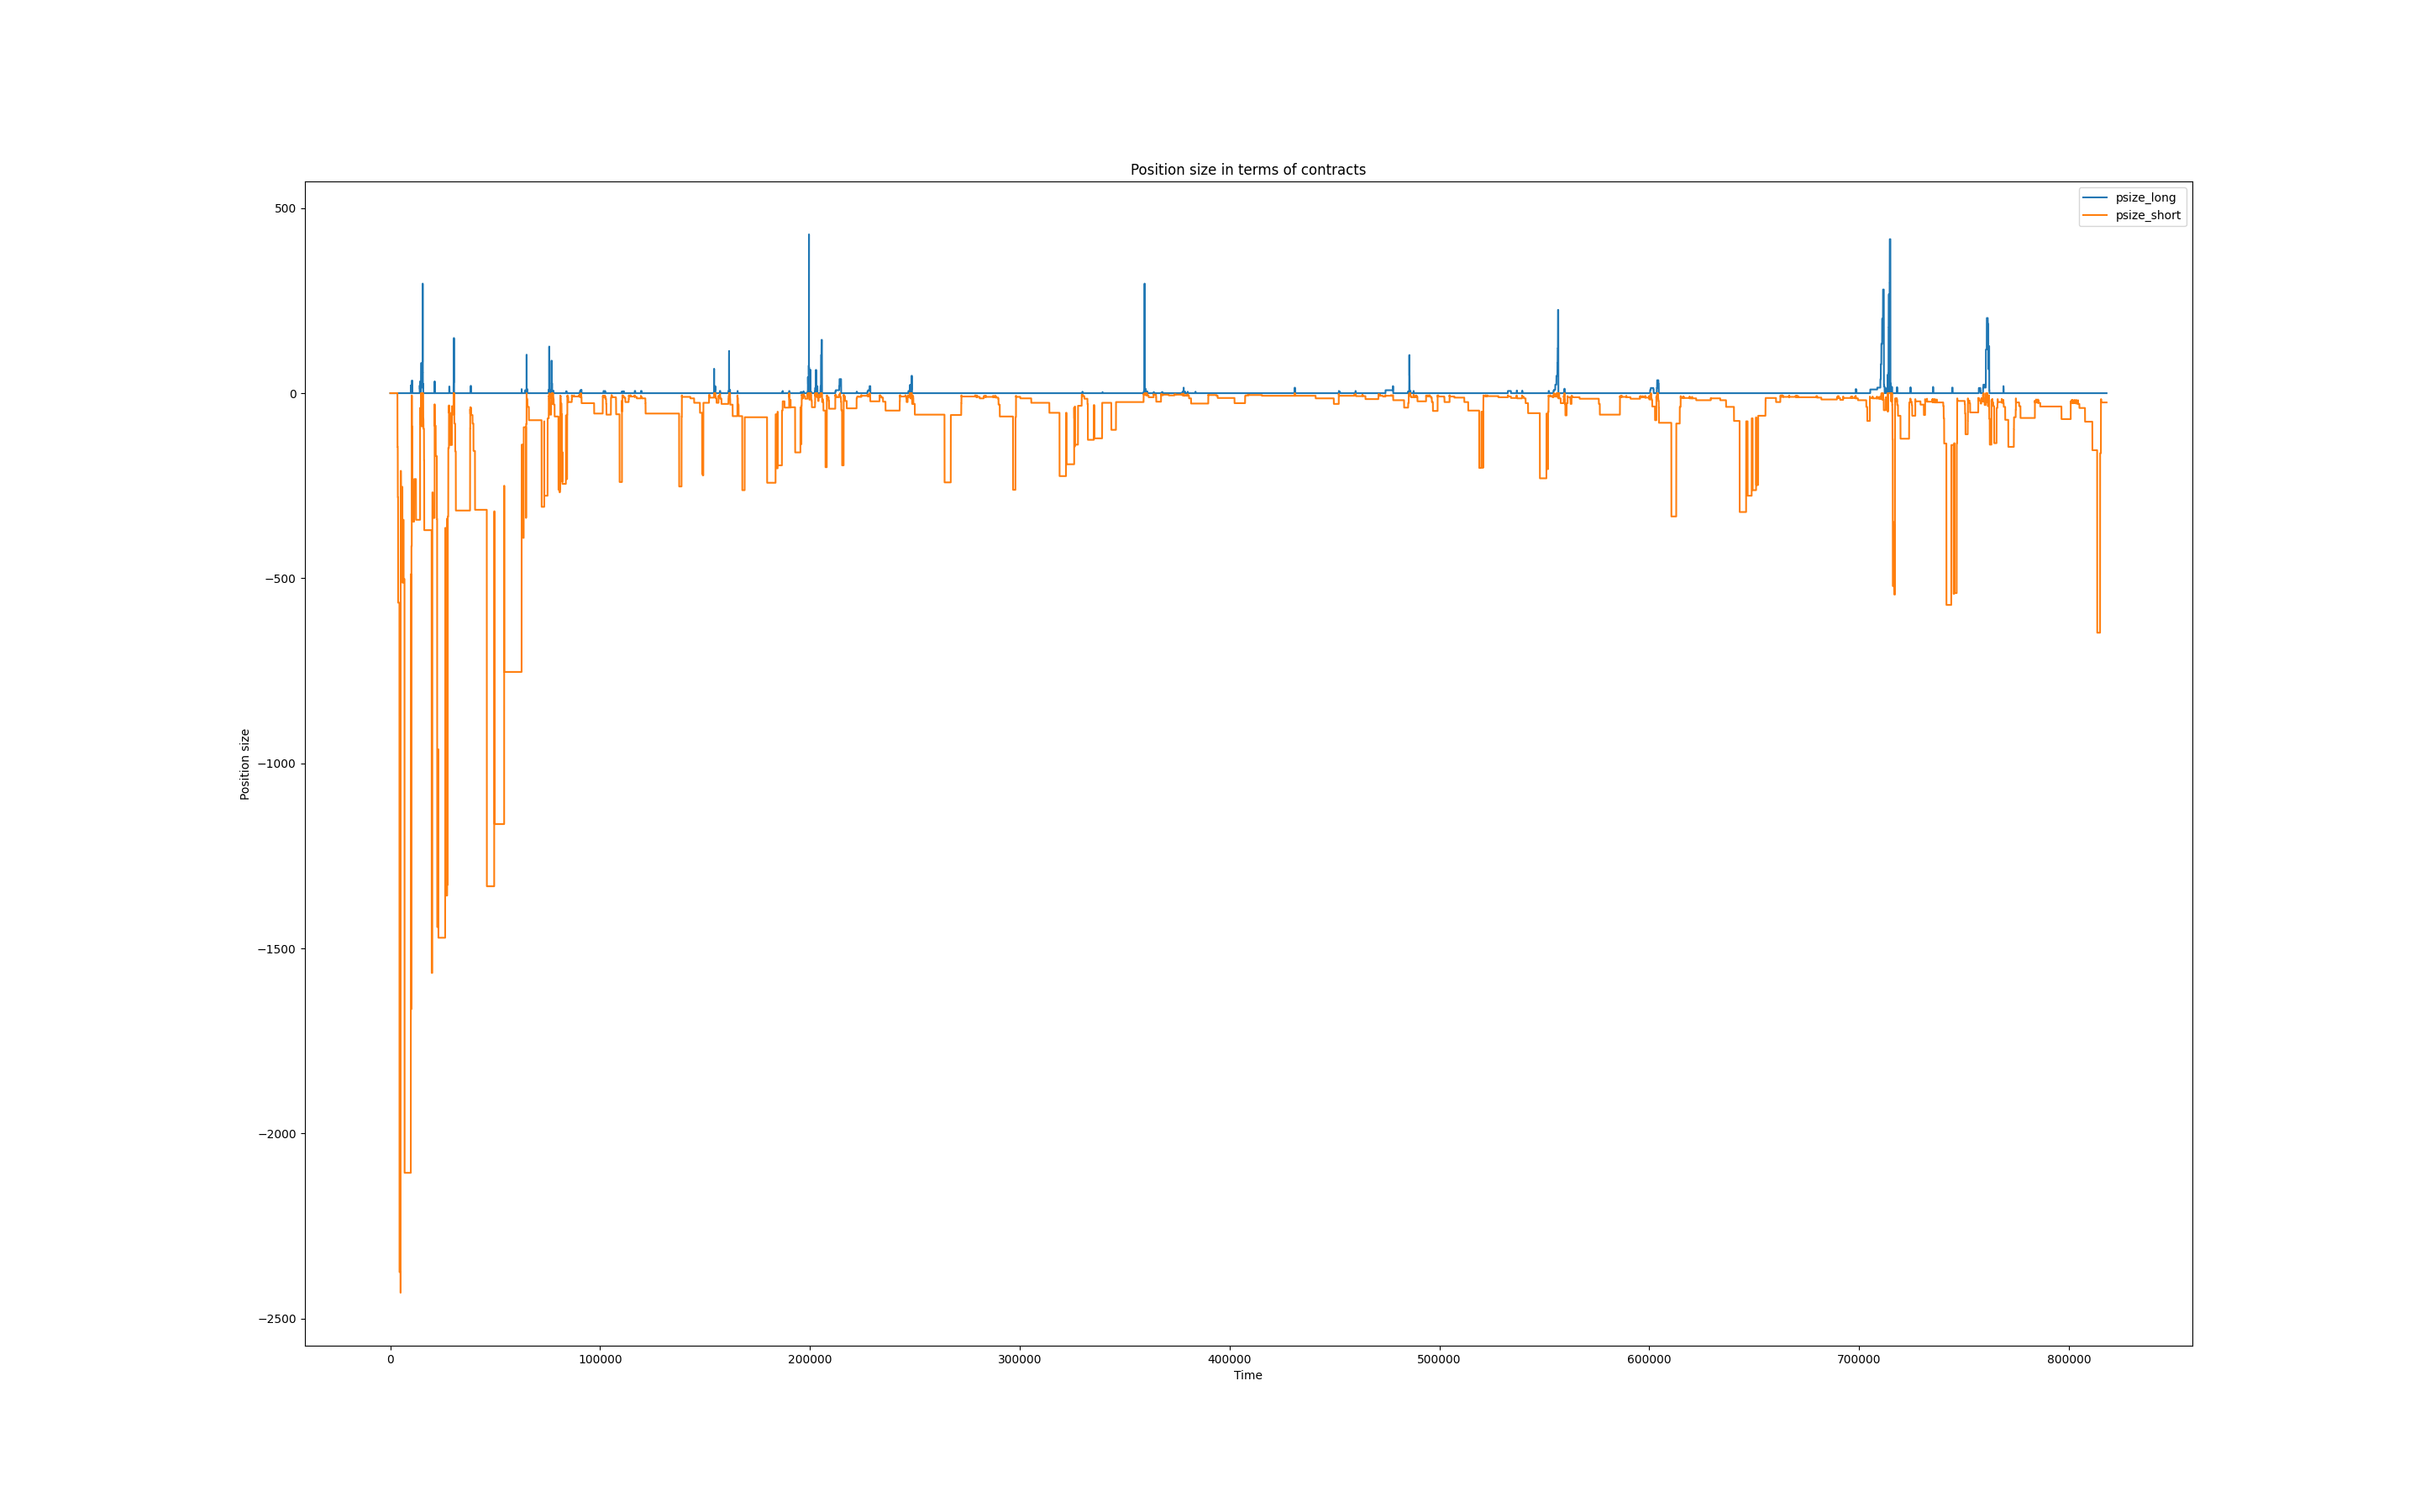 Position size in terms of contracts
psize_long
psize_short
500
0
−500
−1000
−1500
−2000
−2500
Position size
0 100000 200000 300000 400000 500000 600000 700000 800000
Time